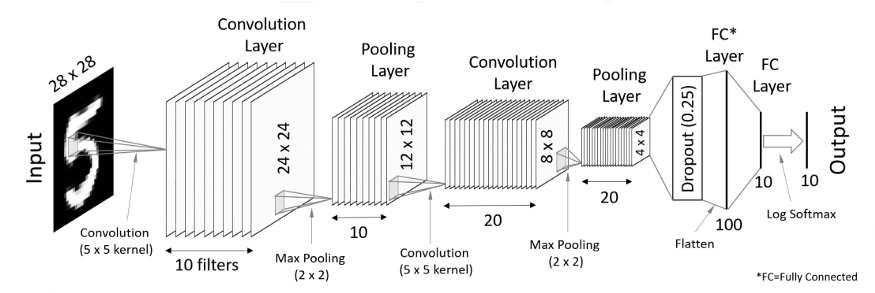 Input
28 x 28
Convolution
(5 x 5 kernel)
Convolution
Layer
24 x 24
10 filters
Max Pooling
(2 x 2)
Pooling
Layer
12 x 12
10
Convolution
(5 x 5 kernel)
Convolution
Layer
8 x 8
20
Max Pooling
(2 x 2)
Pooling
Layer
4 x 4
20
Dropout (0.25)
Flatten
FC*
Layer
100
FC
Layer
10
Log Softmax
10
Output
*FC=Fully Connected